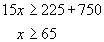 15x ≥ 225 + 750
x ≥ 65